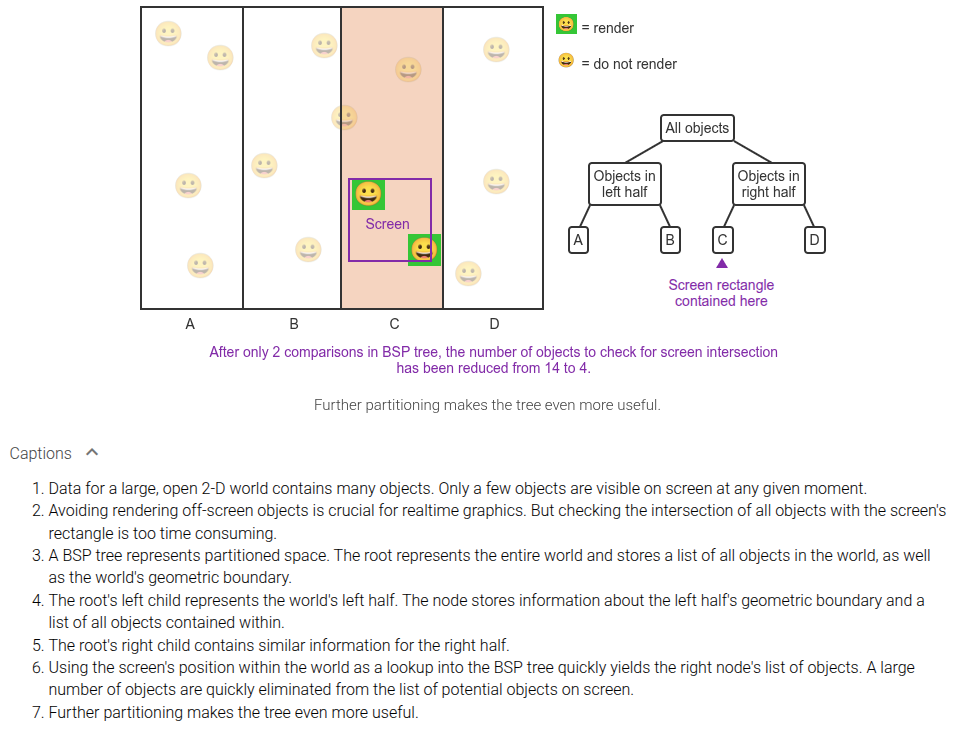 = render
= do not render
All objects
Objects in
left half
Objects in
right half
A
B
C
D
Screen
Screen rectangle
contained here
A
B
C
D
After only 2 comparisons in BSP tree, the number of objects to check for screen intersection
has been reduced from 14 to 4.
Further partitioning makes the tree even more useful.
Captions
1. Data for a large, open 2-D world contains many objects. Only a few objects are visible on screen at any given moment.
2. Avoiding rendering off-screen objects is crucial for realtime graphics. But checking the intersection of all objects with the screen's
rectangle is too time consuming.
3. A BSP tree represents partitioned space. The root represents the entire world and stores a list of all objects in the world, as well
as the world's geometric boundary.
4. The root's left child represents the world's left half. The node stores information about the left half's geometric boundary and a
list of all objects contained within.
5. The root's right child contains similar information for the right half.
6. Using the screen's position within the world as a lookup into the BSP tree quickly yields the right node's list of objects. A large
number of objects are quickly eliminated from the list of potential objects on screen.
7. Further partitioning makes the tree even more useful.